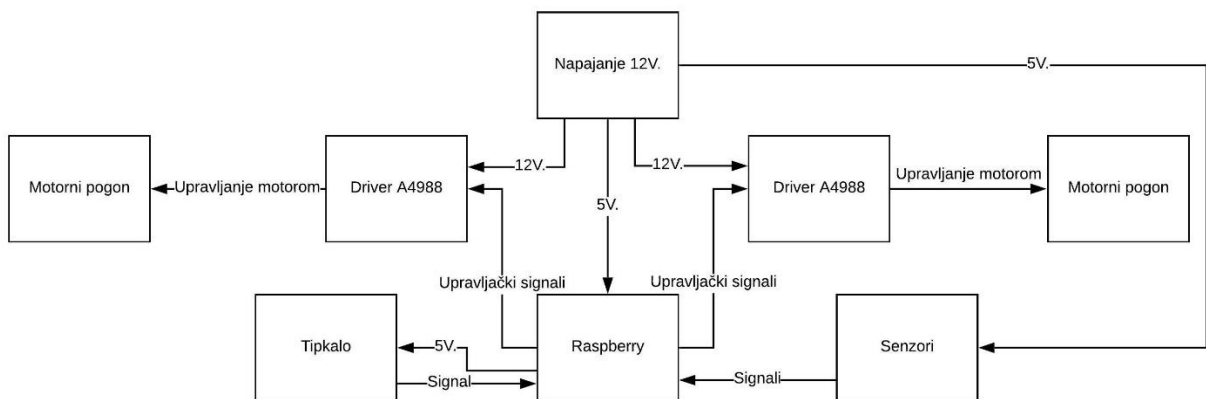 Napajanje 12V.
5V.
12V.
12V.
Motorni pogon
Upravljanje motorom
Driver A4988
Driver A4988
Upravljanje motorom
Motorni pogon
5V.
Upravljački signali
Upravljački signali
Tipkalo
5V.
Signal
Raspberry
Signali
Senzori